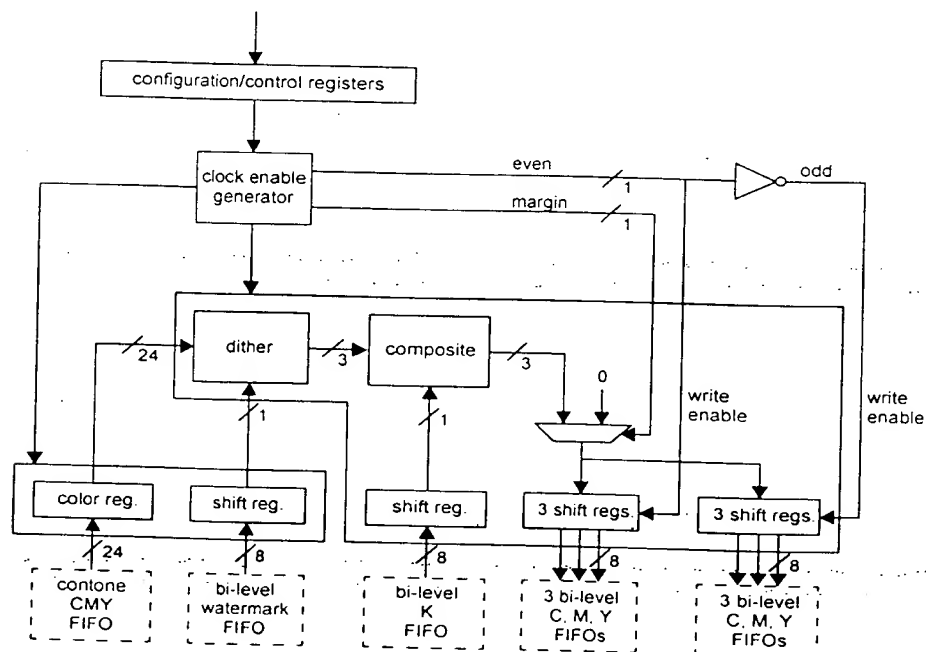 configuration/control registers
clock enable
generator
even
1
odd
margin
1
dither
24
3
composite
3
0
1
1
write
enable
write
enable
color reg.
shift reg.
shift reg.
3 shift regs.
3 shift regs.
24
8
8
8
8
contone
CMY
FIFO
bi-level
watermark
FIFO
bi-level
K
FIFO
3 bi-level
C, M, Y
FIFOs
3 bi-level
C, M, Y
FIFOs